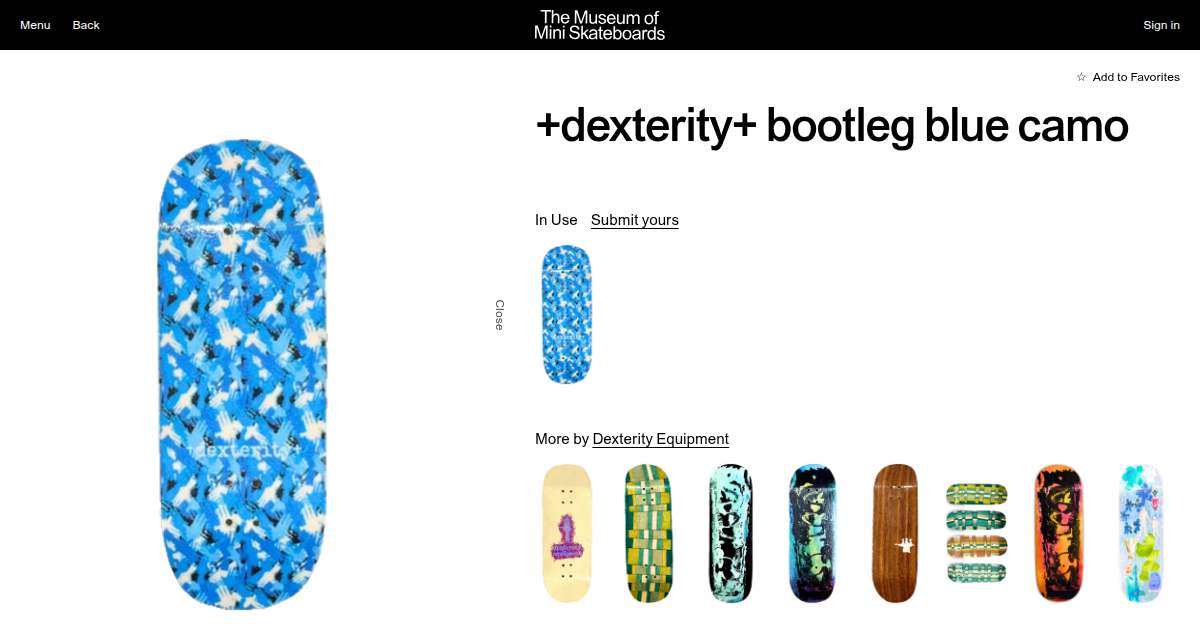 Menu Back
The Museum of
Mini Skateboards
Sign in
☆ Add to Favorites
+dexterity+ bootleg blue camo
In Use Submit yours
Close
+dexterity+
More by Dexterity Equipment